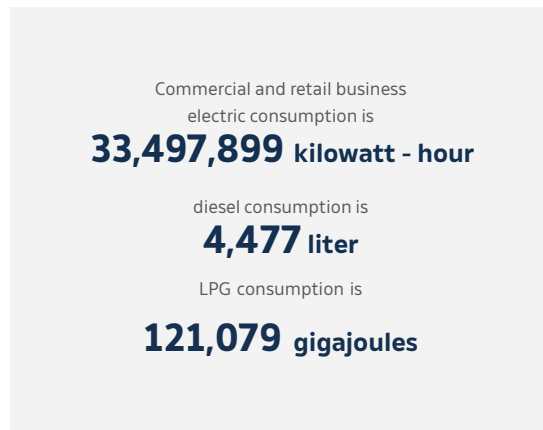 Commercial and retail business
electric consumption is
33,497,899 kilowatt - hour
diesel consumption is
4,477 liter
LPG consumption is
121,079 gigajoules